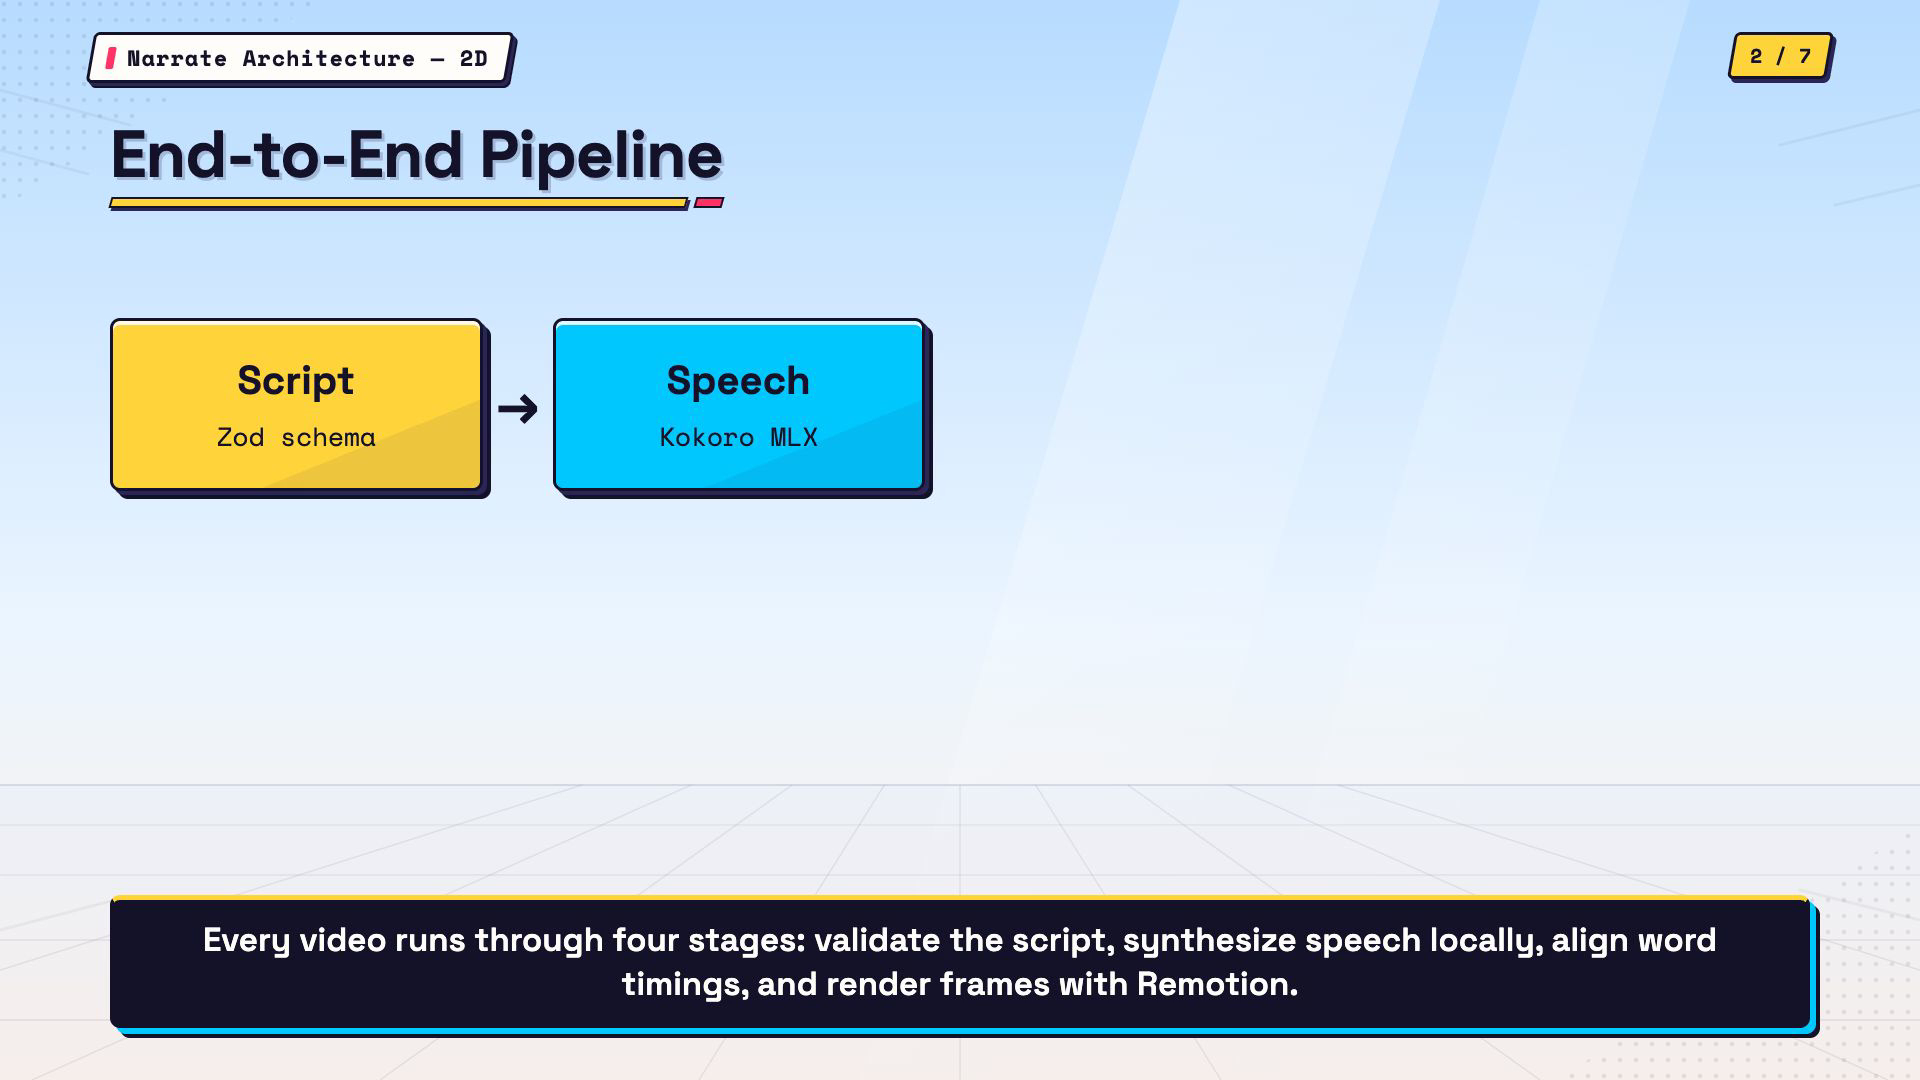 Narrate Architecture — 2D
2 / 7
End-to-End Pipeline
Script
Zod schema
→
Speech
Kokoro MLX
Every video runs through four stages: validate the script, synthesize speech locally, align word
timings, and render frames with Remotion.